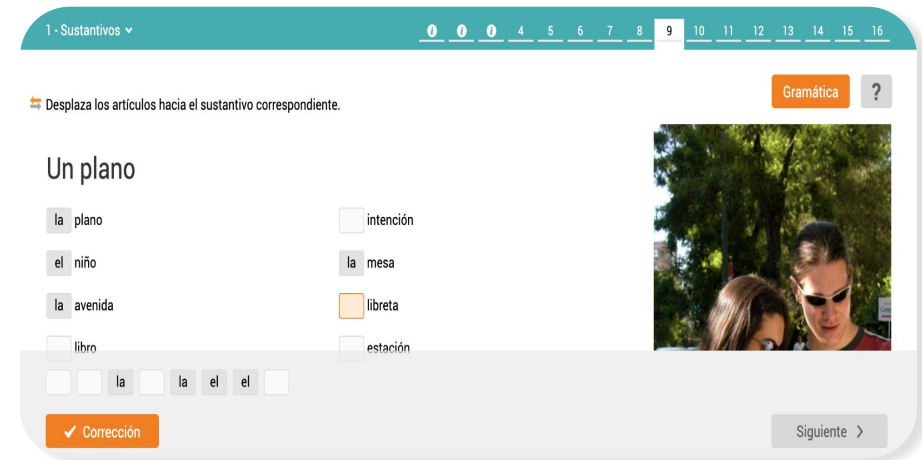 1 - Sustantivos
i i i 4 5 6 7 8 9 10 11 12 13 14 15 16
Desplaza los artículos hacia el sustantivo correspondiente.
Gramática ?
Un plano
la plano
intención
el niño
la mesa
la avenida
libreta
libro
estación
la la el el
Corrección
Siguiente